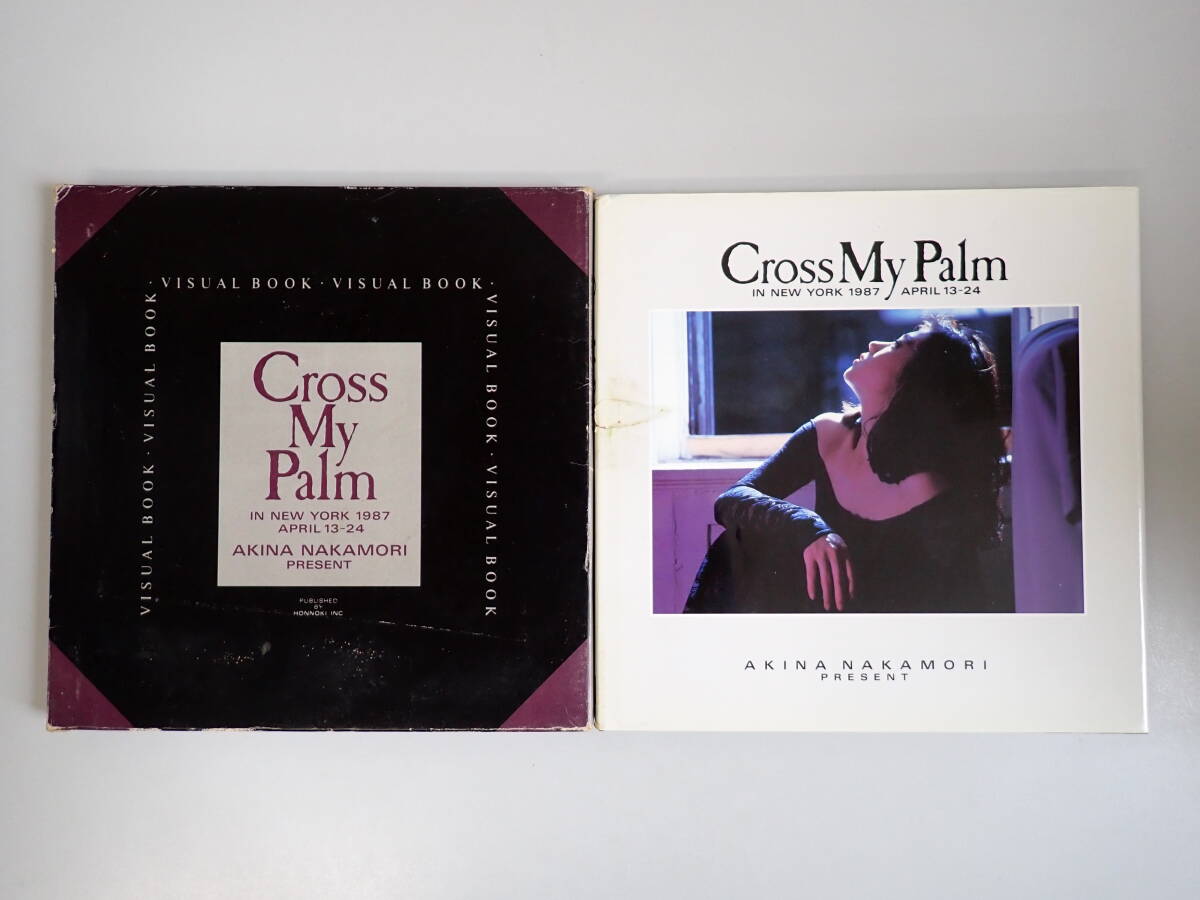 · VISUAL BOOK · VISUAL BOOK ·
VISUAL BOOK · VISUAL BOOK
VISUAL BOOK · VISUAL BOOK
Cross
My
Palm
IN NEW YORK 1987
APRIL 13-24
AKINA NAKAMORI
PRESENT
PUBLISHED
BY
HONNOKI INC
Cross My Palm
IN NEW YORK 1987 APRIL 13-24
AKINA NAKAMORI
PRESENT